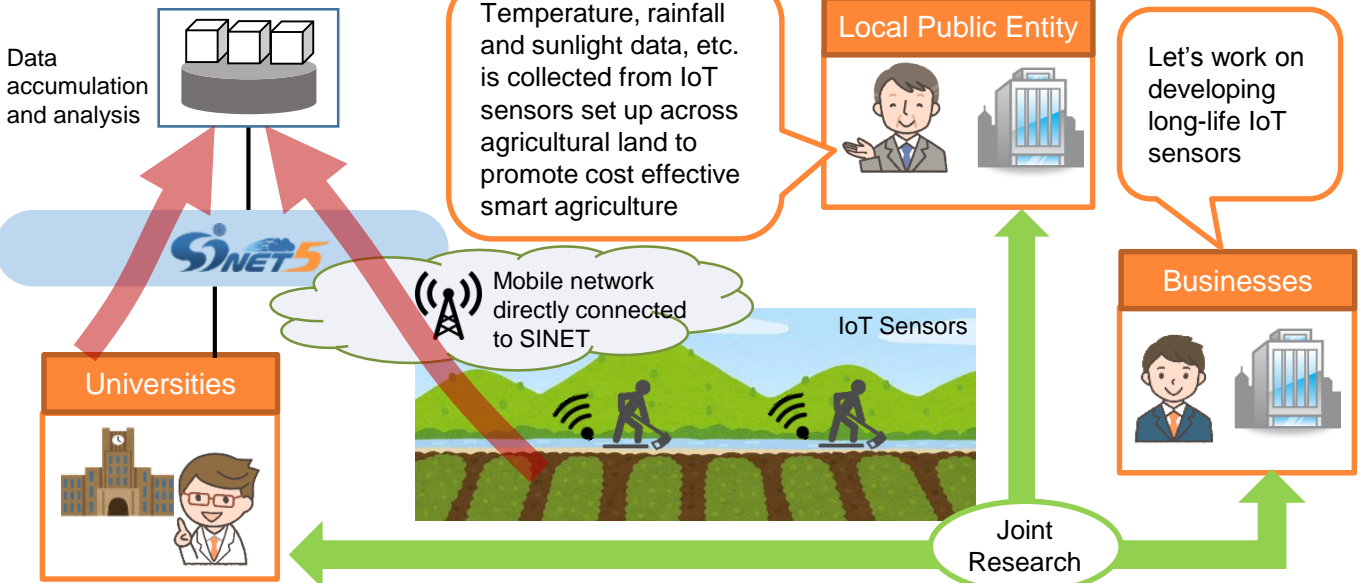 Data
accumulation
and analysis
Temperature, rainfall
and sunlight data, etc.
is collected from IoT
sensors set up across
agricultural land to
promote cost effective
smart agriculture
Local Public Entity
Let’s work on
developing
long-life IoT
sensors
SINET5
Mobile network
directly connected
to SINET
IoT Sensors
Businesses
Universities
Joint
Research